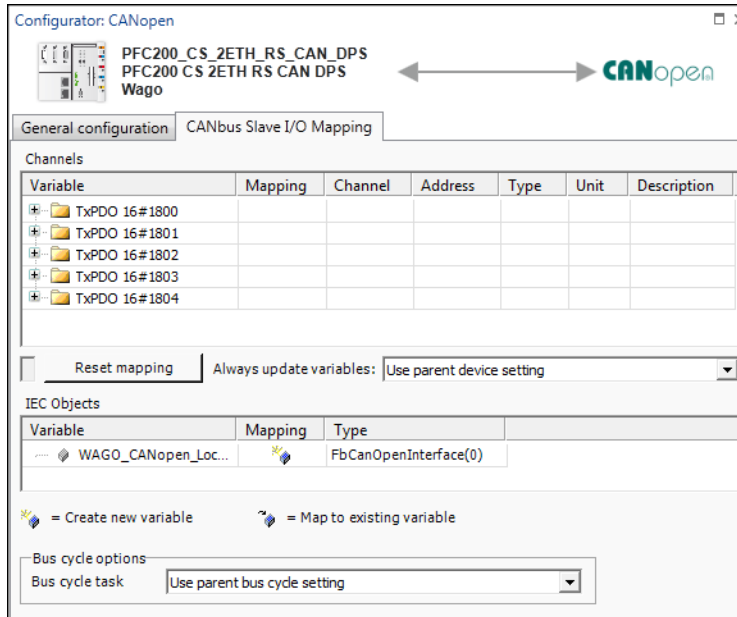 Configurator: CANopen
PFC200_CS_2ETH_RS_CAN_DPS
PFC200 CS 2ETH RS CAN DPS
Wago
CANopen
General configuration CANbus Slave I/O Mapping
Channels
Variable Mapping Channel Address Type Unit Description
TxPDO 16#1800
TxPDO 16#1801
TxPDO 16#1802
TxPDO 16#1803
TxPDO 16#1804
Reset mapping Always update variables: Use parent device setting
IEC Objects
Variable Mapping Type
WAGO_CANopen_Loc... FbCanOpenInterface(0)
= Create new variable = Map to existing variable
Bus cycle options
Bus cycle task Use parent bus cycle setting